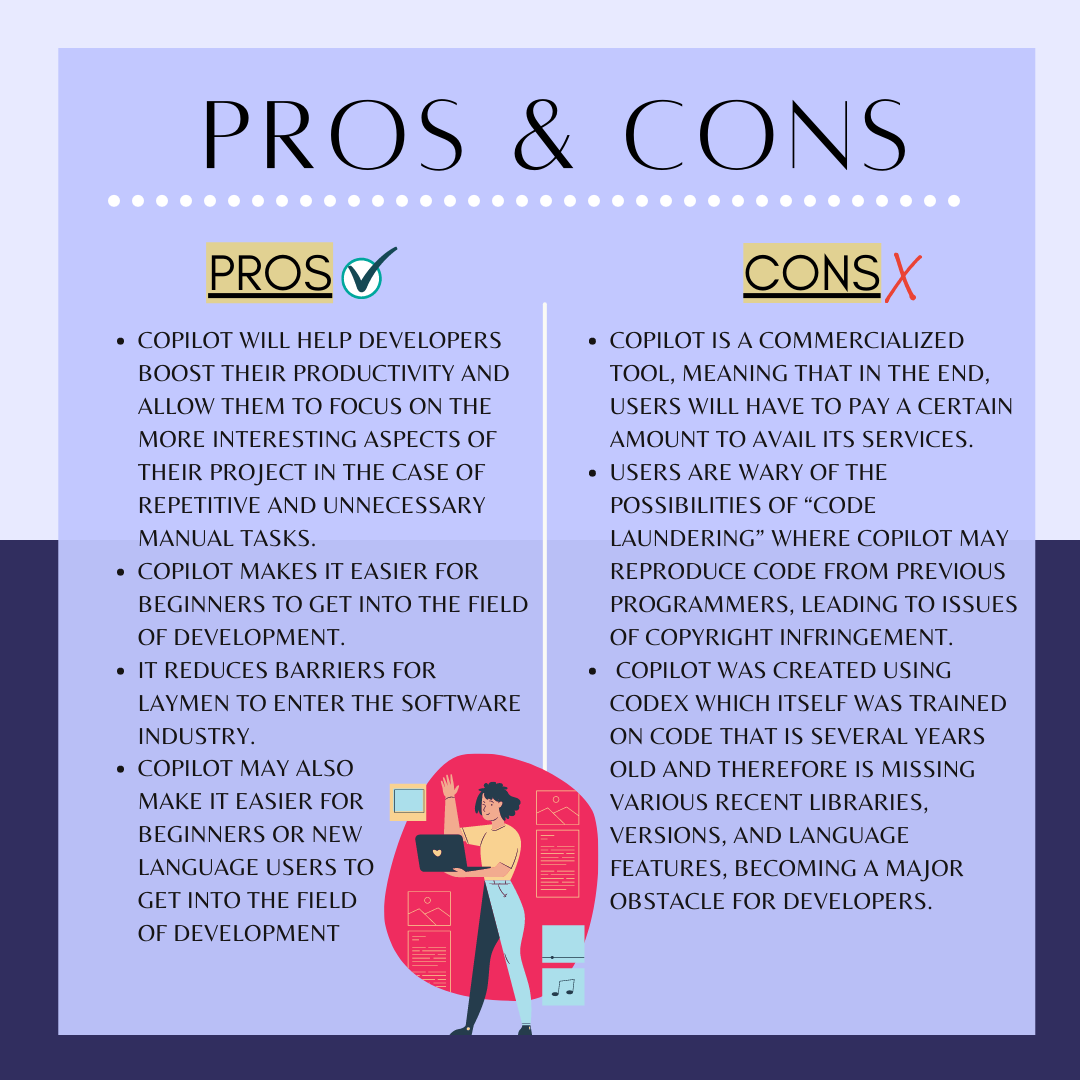 PROS & CONS
PROS
COPILOT WILL HELP DEVELOPERS
BOOST THEIR PRODUCTIVITY AND
ALLOW THEM TO FOCUS ON THE
MORE INTERESTING ASPECTS OF
THEIR PROJECT IN THE CASE OF
REPETITIVE AND UNNECESSARY
MANUAL TASKS.
COPILOT MAKES IT EASIER FOR
BEGINNERS TO GET INTO THE FIELD
OF DEVELOPMENT.
IT REDUCES BARRIERS FOR
LAYMEN TO ENTER THE SOFTWARE
INDUSTRY.
COPILOT MAY ALSO
MAKE IT EASIER FOR
BEGINNERS OR NEW
LANGUAGE USERS TO
GET INTO THE FIELD
OF DEVELOPMENT
CONS
COPILOT IS A COMMERCIALIZED
TOOL, MEANING THAT IN THE END,
USERS WILL HAVE TO PAY A CERTAIN
AMOUNT TO AVAIL ITS SERVICES.
USERS ARE WARY OF THE
POSSIBILITIES OF “CODE
LAUNDERING” WHERE COPILOT MAY
REPRODUCE CODE FROM PREVIOUS
PROGRAMMERS, LEADING TO ISSUES
OF COPYRIGHT INFRINGEMENT.
COPILOT WAS CREATED USING
CODEX WHICH ITSELF WAS TRAINED
ON CODE THAT IS SEVERAL YEARS
OLD AND THEREFORE IS MISSING
VARIOUS RECENT LIBRARIES,
VERSIONS, AND LANGUAGE
FEATURES, BECOMING A MAJOR
OBSTACLE FOR DEVELOPERS.